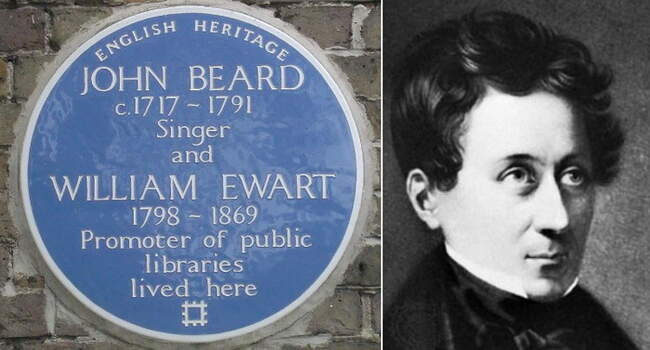 ENGLISH HERITAGE
JOHN BEARD
c.1717 ~ 1791
Singer
and
WILLIAM EWART
1798 ~ 1869
Promoter of public
libraries
lived here